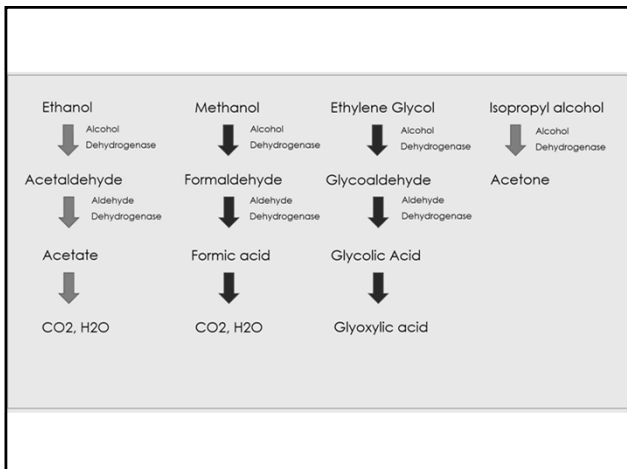 Ethanol Methanol Ethylene Glycol Isopropyl alcohol
Alcohol Alcohol Alcohol Alcohol
Dehydrogenase Dehydrogenase Dehydrogenase Dehydrogenase
Acetaldehyde Formaldehyde Glycoaldehyde Acetone
Aldehyde Aldehyde Aldehyde
Dehydrogenase Dehydrogenase Dehydrogenase
Acetate Formic acid Glycolic Acid
CO2, H2O CO2, H2O Glyoxylic acid